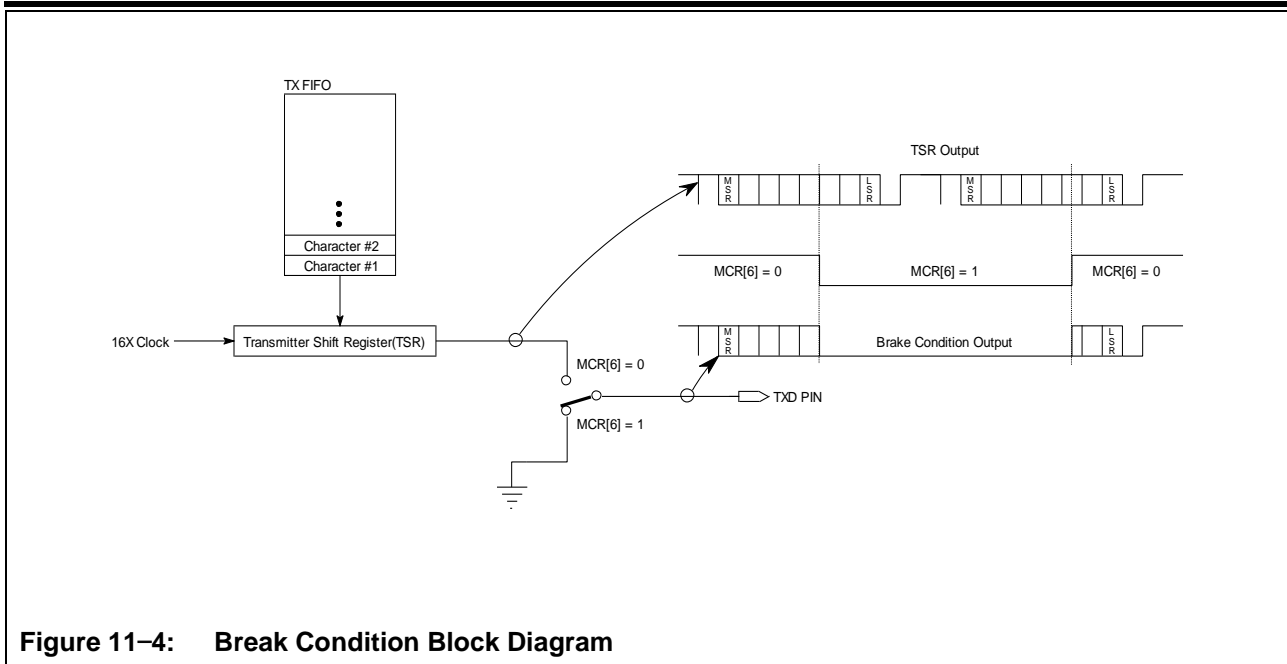 TX FIFO
Character #2
Character #1
16X Clock
Transmitter Shift Register(TSR)
MCR[6] = 0
MCR[6] = 1
TXD PIN
TSR Output
M
S
R
L
S
R
M
S
R
L
S
R
MCR[6] = 0
MCR[6] = 1
MCR[6] = 0
M
S
R
Brake Condition Output
L
S
R
Figure 11–4: Break Condition Block Diagram